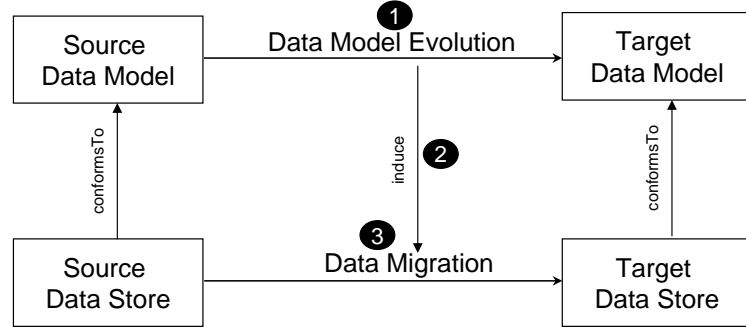 1
Source
Data Model
Data Model Evolution
Target
Data Model
conformsTo
induce
2
conformsTo
3
Source
Data Store
Data Migration
Target
Data Store